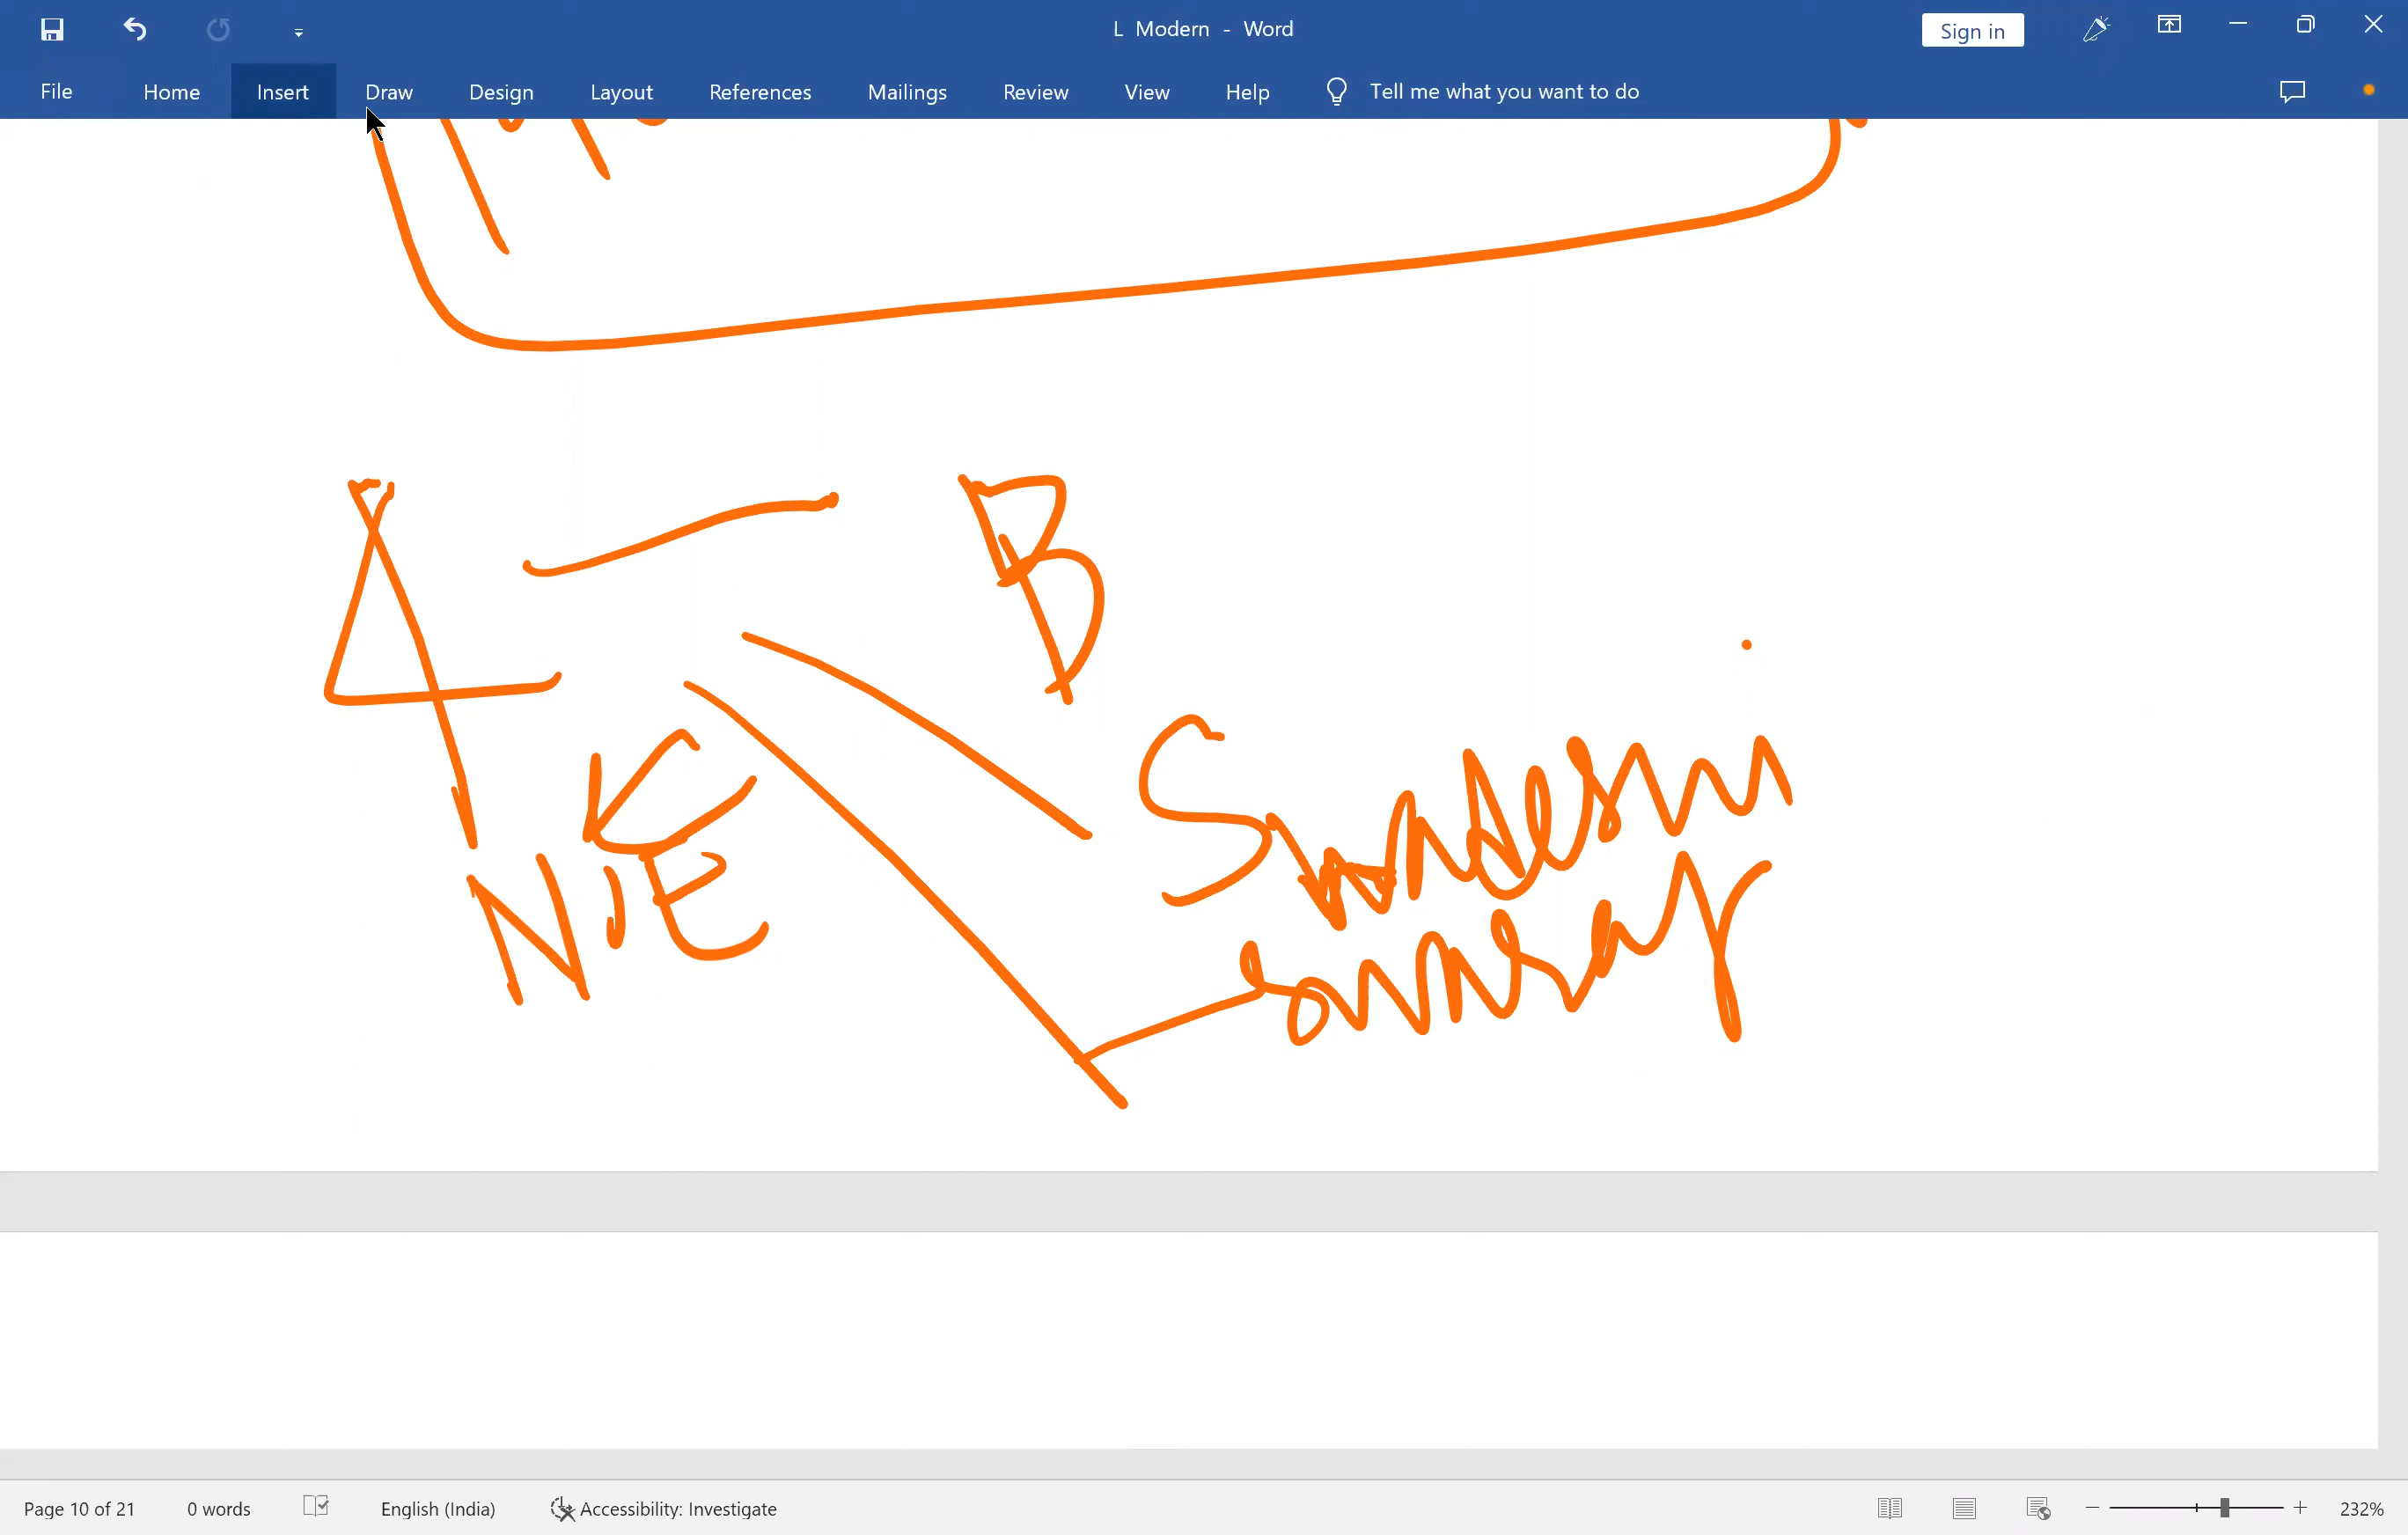 L Modern - Word
Sign in
File Home Insert Draw Design Layout References Mailings Review View Help Tell me what you want to do
B
K
NiE
Page 10 of 21 0 words English (India) Accessibility: Investigate 232%